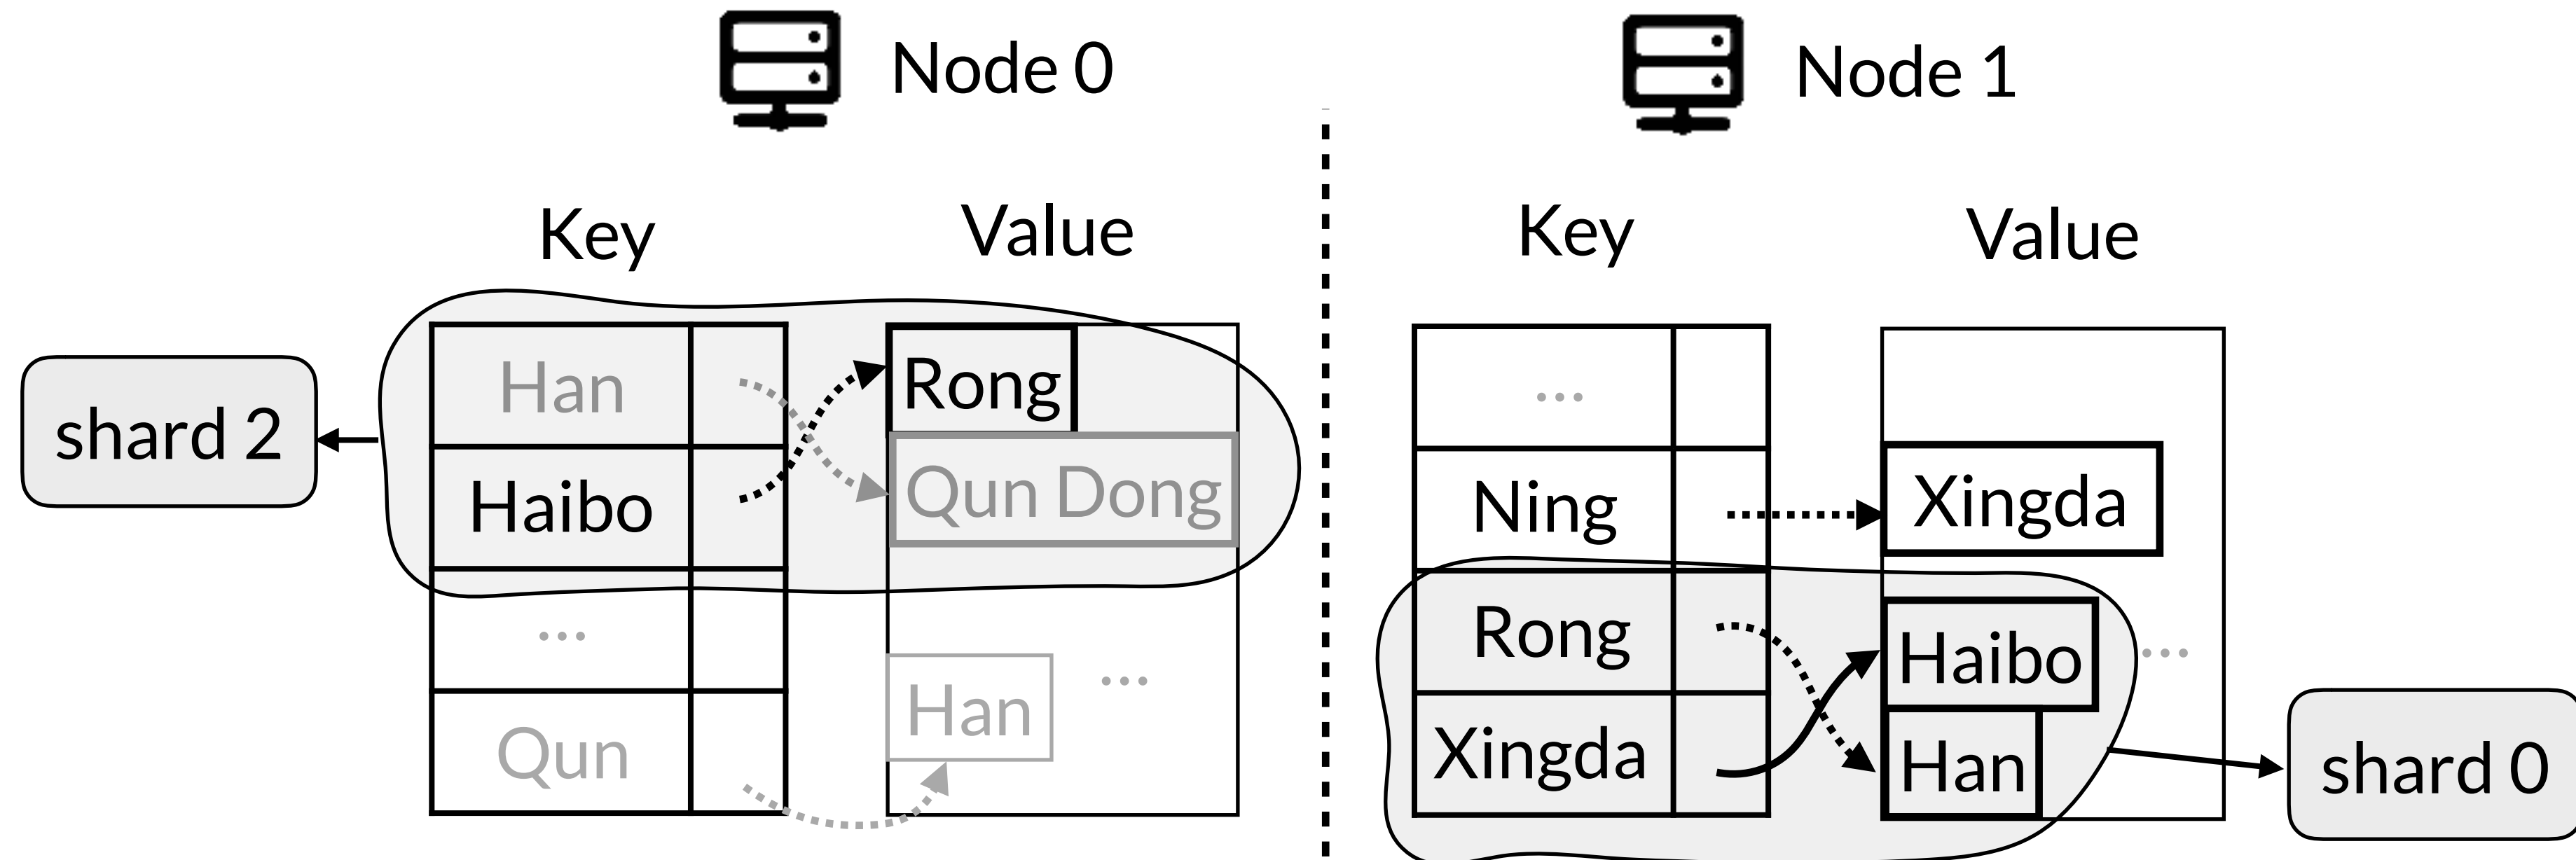 Node 0
Key
Value
shard 2
Han
Haibo
...
Qun
Rong
Qun Dong
Han
...
Node 1
Key
Value
...
Ning
Rong
Xingda
Xingda
Haibo
Han
...
shard 0